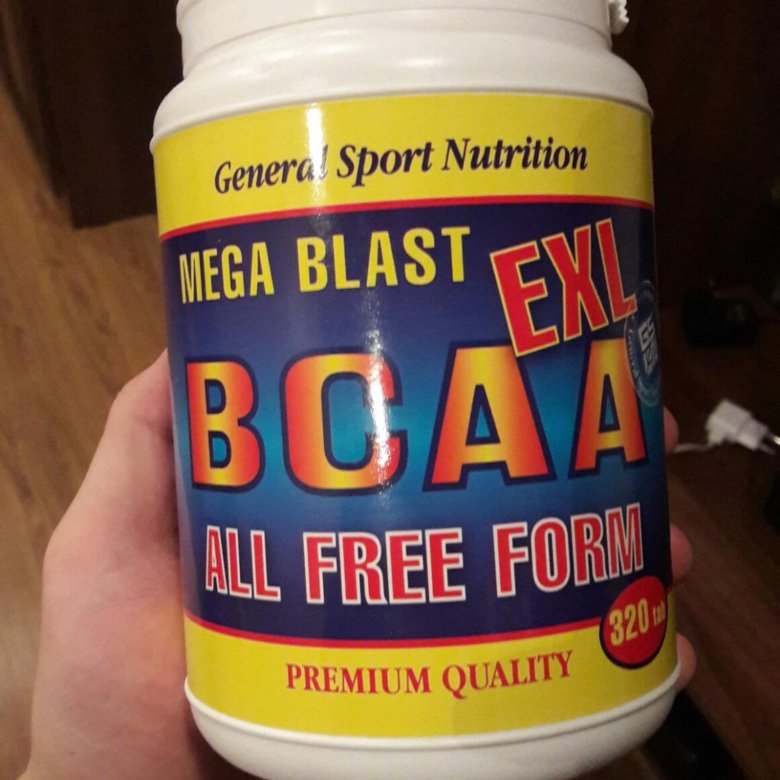 General Sport Nutrition
MEGA BLAST
EXL
BCAA
ALL FREE FORM
320 tab
PREMIUM QUALITY